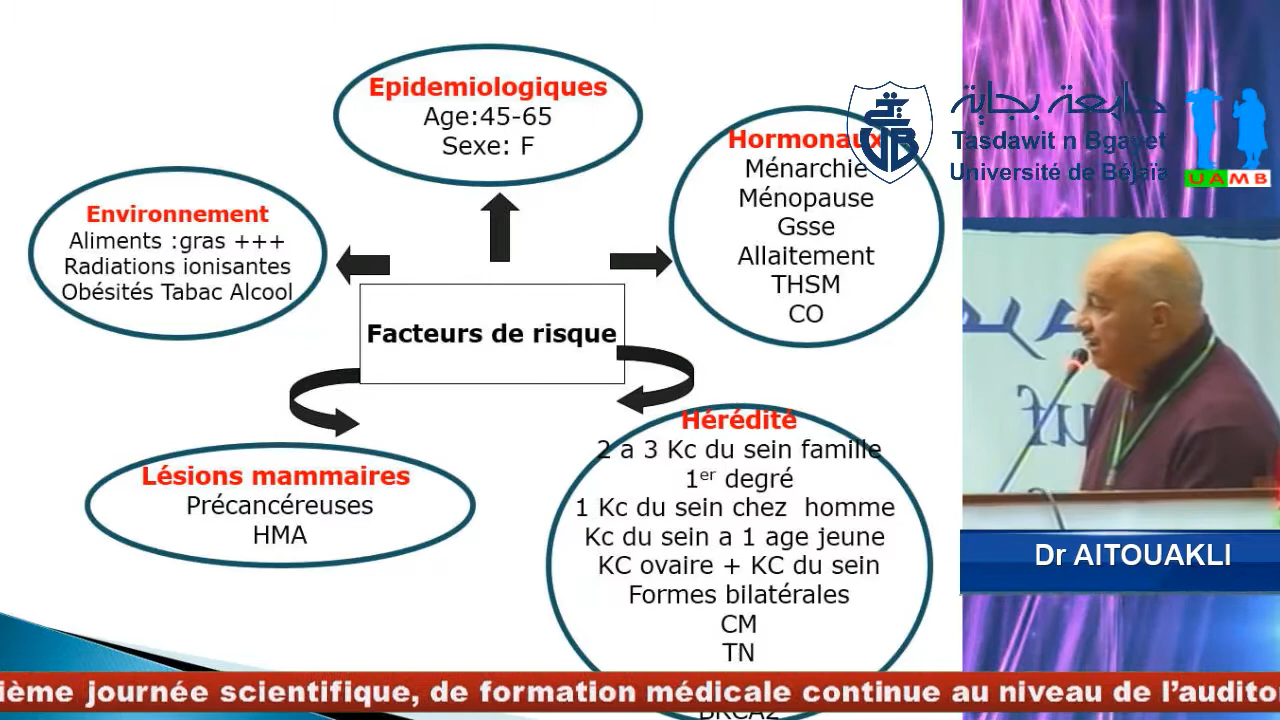 Epidemiologiques
Age:45-65
Sexe: F
Hormonaux
Ménarchie
Ménopause
Gsse
Allaitement
THSM
CO
Environnement
Aliments :gras +++
Radiations ionisantes
Obésités Tabac Alcool
Facteurs de risque
Lésions mammaires
Précancéreuses
HMA
Hérédité
2 a 3 Kc du sein famille
1er degré
1 Kc du sein chez homme
Kc du sein a 1 age jeune
KC ovaire + KC du sein
Formes bilatérales
CM
TN
BRCA2
جامعة بجاية
Tasdawit n Bgayet
Université de Béjaïa
UAMB
Dr AITOUAKLI
ième journée scientifique, de formation médicale continue au niveau de l'audito